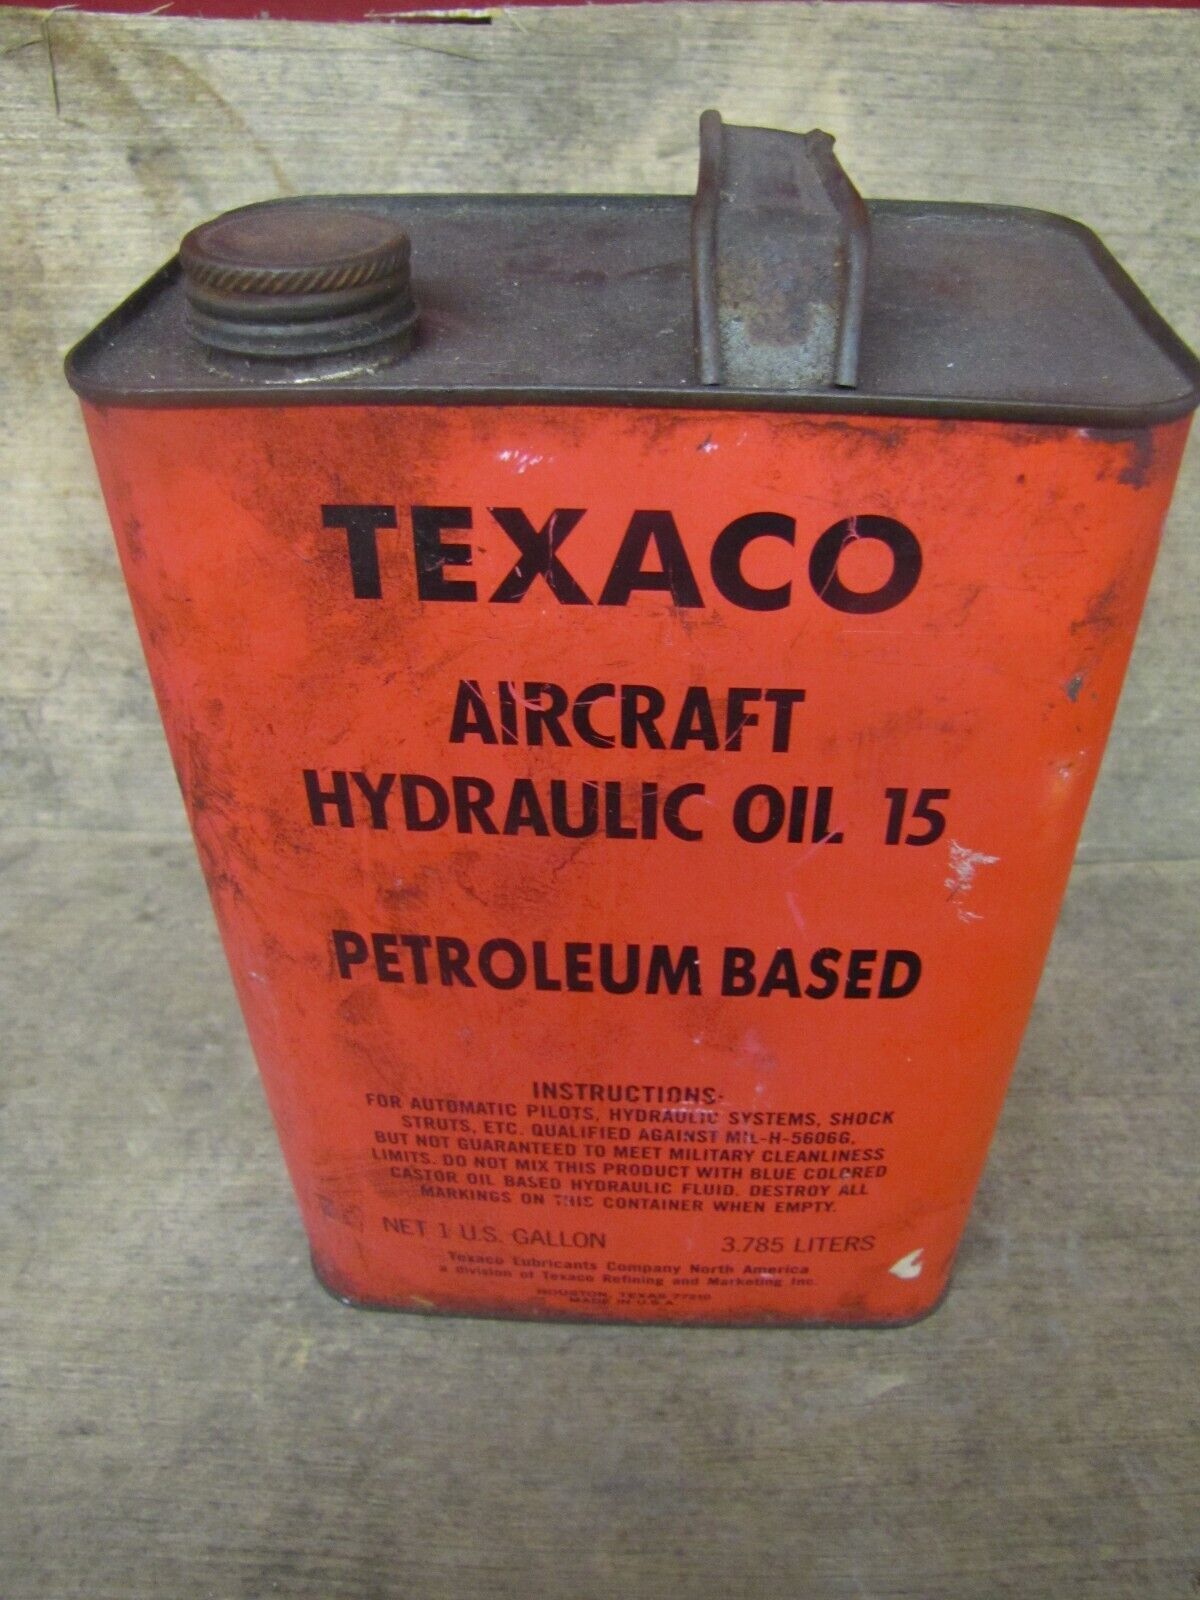 TEXACO
AIRCRAFT
HYDRAULIC OIL 15
PETROLEUM BASED
INSTRUCTIONS:
FOR AUTOMATIC PILOTS, HYDRAULIC SYSTEMS, SHOCK
STRUTS, ETC. QUALIFIED AGAINST MIL-H-5606G,
BUT NOT GUARANTEED TO MEET MILITARY CLEANLINESS
LIMITS. DO NOT MIX THIS PRODUCT WITH BLUE COLORED
CASTOR OIL BASED HYDRAULIC FLUID. DESTROY ALL
MARKINGS ON THIS CONTAINER WHEN EMPTY.
NET 1 U.S. GALLON 3.785 LITERS
Texaco Lubricants Company North America
a division of Texaco Refining and Marketing Inc.
HOUSTON, TEXAS 77210
MADE IN U.S.A.